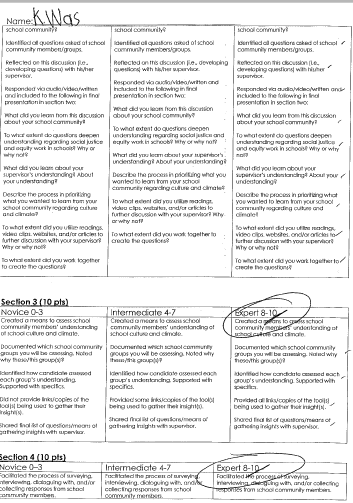 Name: K.Was
school community?
Identified all questions asked of school
community members/groups.
Reflected on this discussion (i.e.,
developing questions) with his/her
supervisor.
Responded via audio/video/written and
included to the following in final
presentation in section two:
What did you learn from this discussion
about your school community?
To what extent do questions deepen
understanding regarding social justice
and equity work in schools? Why or
why not?
What did you learn about your
supervisor's understanding? About
your understanding?
Describe the process in prioritizing
what you wanted to learn from your
school community regarding culture
and climate?
To what extent did you utilize readings,
video clips, websites, and/or articles to
further discussion with your supervisor?
Why or why not?
To what extent did you work together
to create the questions?
school community?
Identified all questions asked of school
community members/groups.
Reflected on this discussion (i.e.,
developing questions) with his/her
supervisor.
Responded via audio/video/written and
included to the following in final
presentation in section two:
What did you learn from this discussion
about your school community?
To what extent do questions deepen
understanding regarding social justice and
equity work in schools? Why or why not?
What did you learn about your supervisor's
understanding? About your understanding?
Describe the process in prioritizing what you
wanted to learn from your school
community regarding culture and climate?
To what extent did you utilize readings,
video clips, websites, and/or articles to
further discussion with your supervisor? Why
or why not?
To what extent did you work together to
create the questions?
school community?
Identified all questions asked of school
community members/groups.
Reflected on this discussion (i.e.,
developing questions) with his/her
supervisor.
Responded via audio/video/written and
included to the following in final
presentation in section two:
What did you learn from this discussion
about your school community?
To what extent do questions deepen
understanding regarding social justice
and equity work in schools? Why or why
not?
What did you learn about your
supervisor's understanding? About your
understanding?
Describe the process in prioritizing what
you wanted to learn from your school
community regarding culture and
climate?
To what extent did you utilize readings,
video clips, websites, and/or articles to
further discussion with your supervisor?
Why or why not?
To what extent did you work together to
create the questions?
Section 3 (10 pts)
Novice 0-3
Created a means to assess school
community members' understanding
of school culture and climate.
Documented which school community
groups you will be assessing. Noted
why these/this group(s)?
Identified how candidate assessed
each group's understanding.
Supported with specifics.
Did not provide links/copies of the
tool(s) being used to gather their
insight(s).
Shared final list of questions/means of
gathering insights with supervisor.
Intermediate 4-7
Created a means to assess school
community members' understanding of
school culture and climate.
Documented which school community
groups you will be assessing. Noted why
these/this group(s)?
Identified how candidate assessed each
group's understanding. Supported with
specifics.
Provided some links/copies of the tool(s)
being used to gather their insight(s).
Shared final list of questions/means of
gathering insights with supervisor.
Expert 8-10
Created a means to assess school
community members' understanding of
school culture and climate.
Documented which school community
groups you will be assessing. Noted why
these/this group(s)?
Identified how candidate assessed
each group's understanding. Supported
with specifics.
Provided all links/copies of the tool(s)
being used to gather their insight(s).
Shared final list of questions/means of
gathering insights with supervisor.
Section 4 (10 pts)
Novice 0-3
Facilitated the process of surveying,
interviewing, dialoguing with, and/or
collecting responses from school
community members.
Intermediate 4-7
Facilitated the process of surveying,
interviewing, dialoguing with, and/or
collecting responses from school
community members.
Expert 8-10
Facilitated the process of surveying,
interviewing, dialoguing with, and/or collecting
responses from school community members.